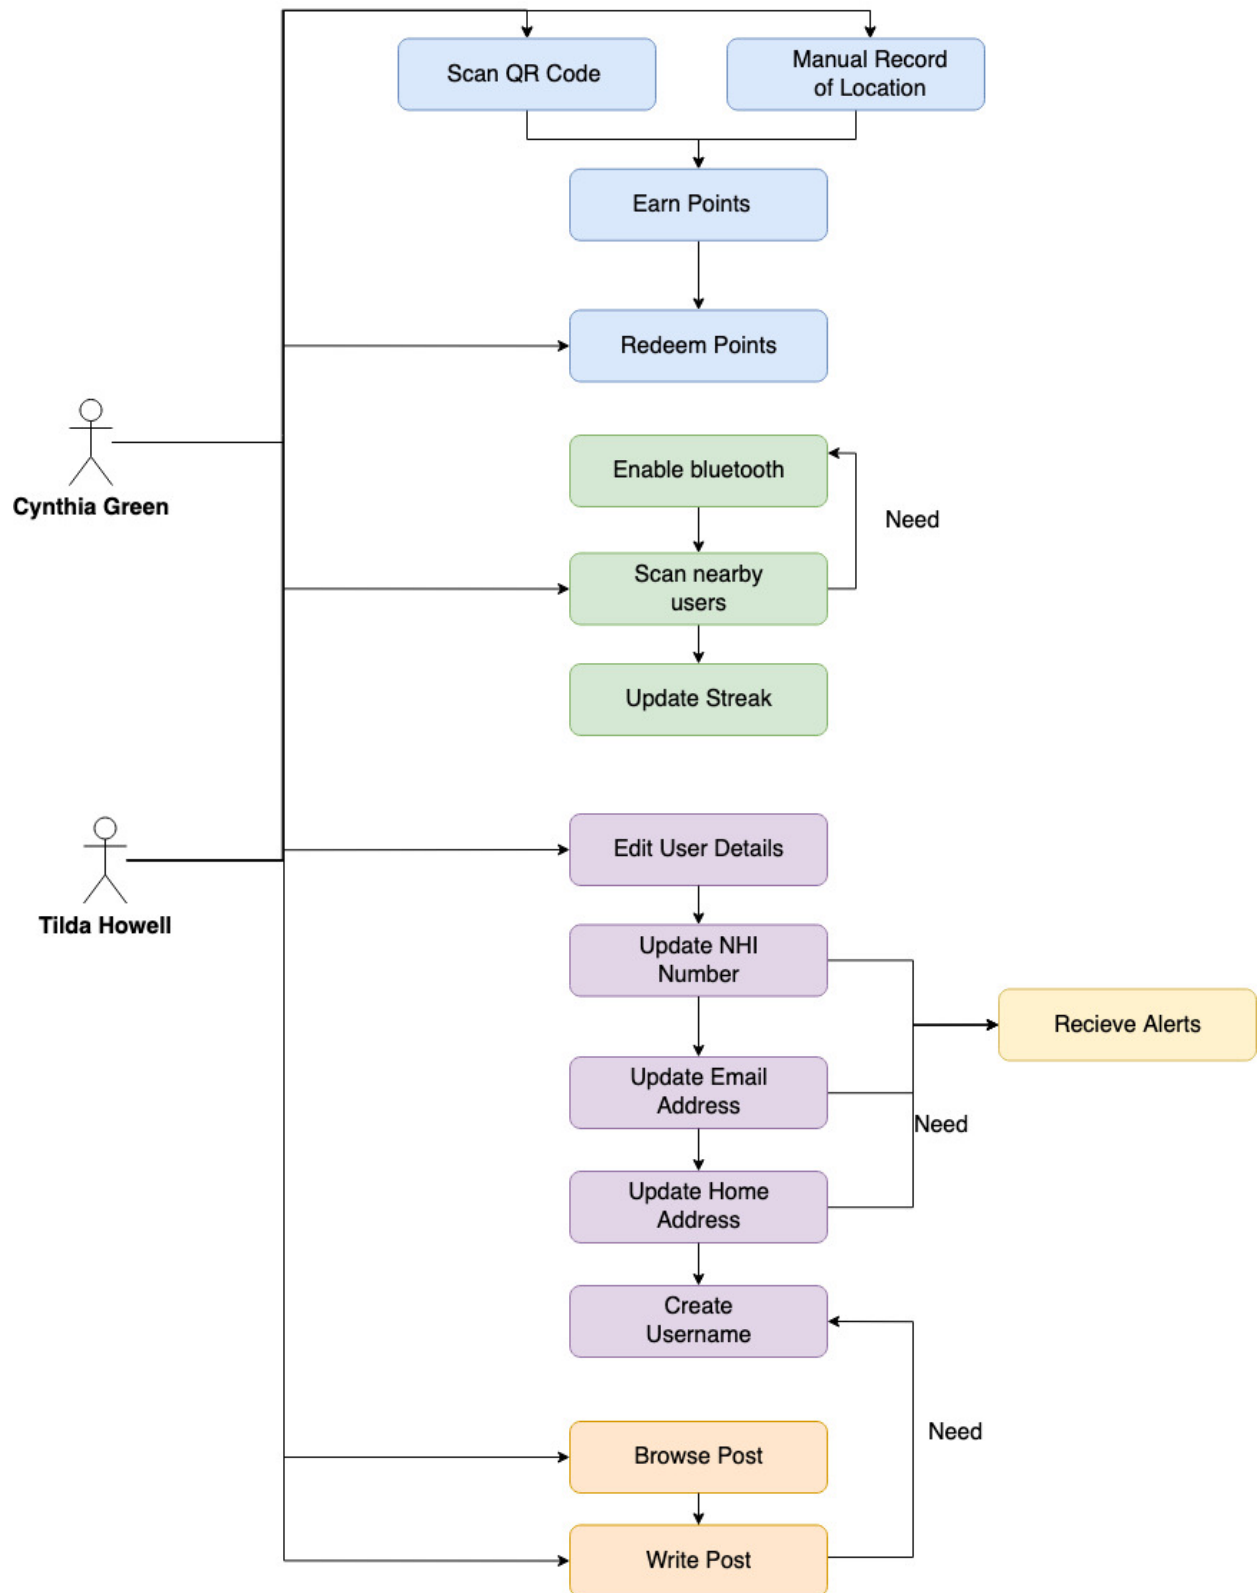 Scan QR Code
Manual Record
of Location
Earn Points
Redeem Points
Cynthia Green
Enable bluetooth
Need
Scan nearby
users
Update Streak
Edit User Details
Tilda Howell
Update NHI
Number
Recieve Alerts
Update Email
Address
Need
Update Home
Address
Create
Username
Need
Browse Post
Write Post